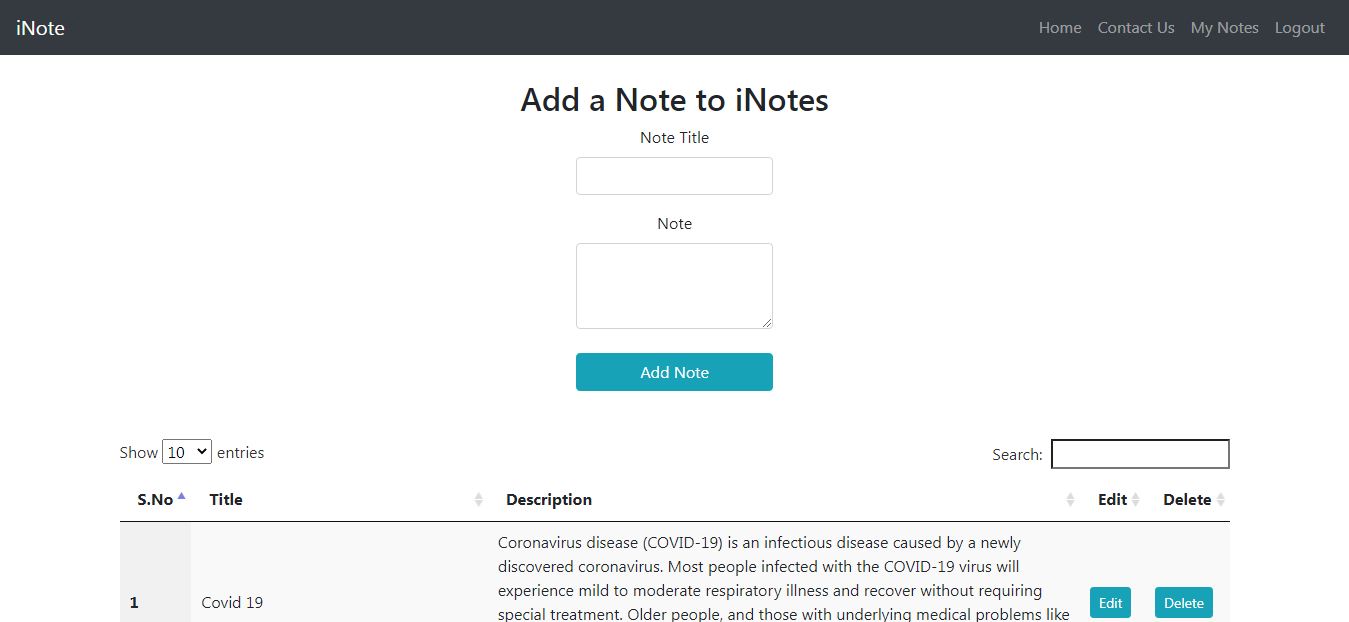 iNote Home Contact Us My Notes Logout
Add a Note to iNotes
Note Title
Note
Add Note
Show 10 entries Search:
S.No Title Description Edit Delete
Coronavirus disease (COVID-19) is an infectious disease caused by a newly
discovered coronavirus. Most people infected with the COVID-19 virus will
experience mild to moderate respiratory illness and recover without requiring
1 Covid 19 Edit Delete
special treatment. Older people, and those with underlying medical problems like